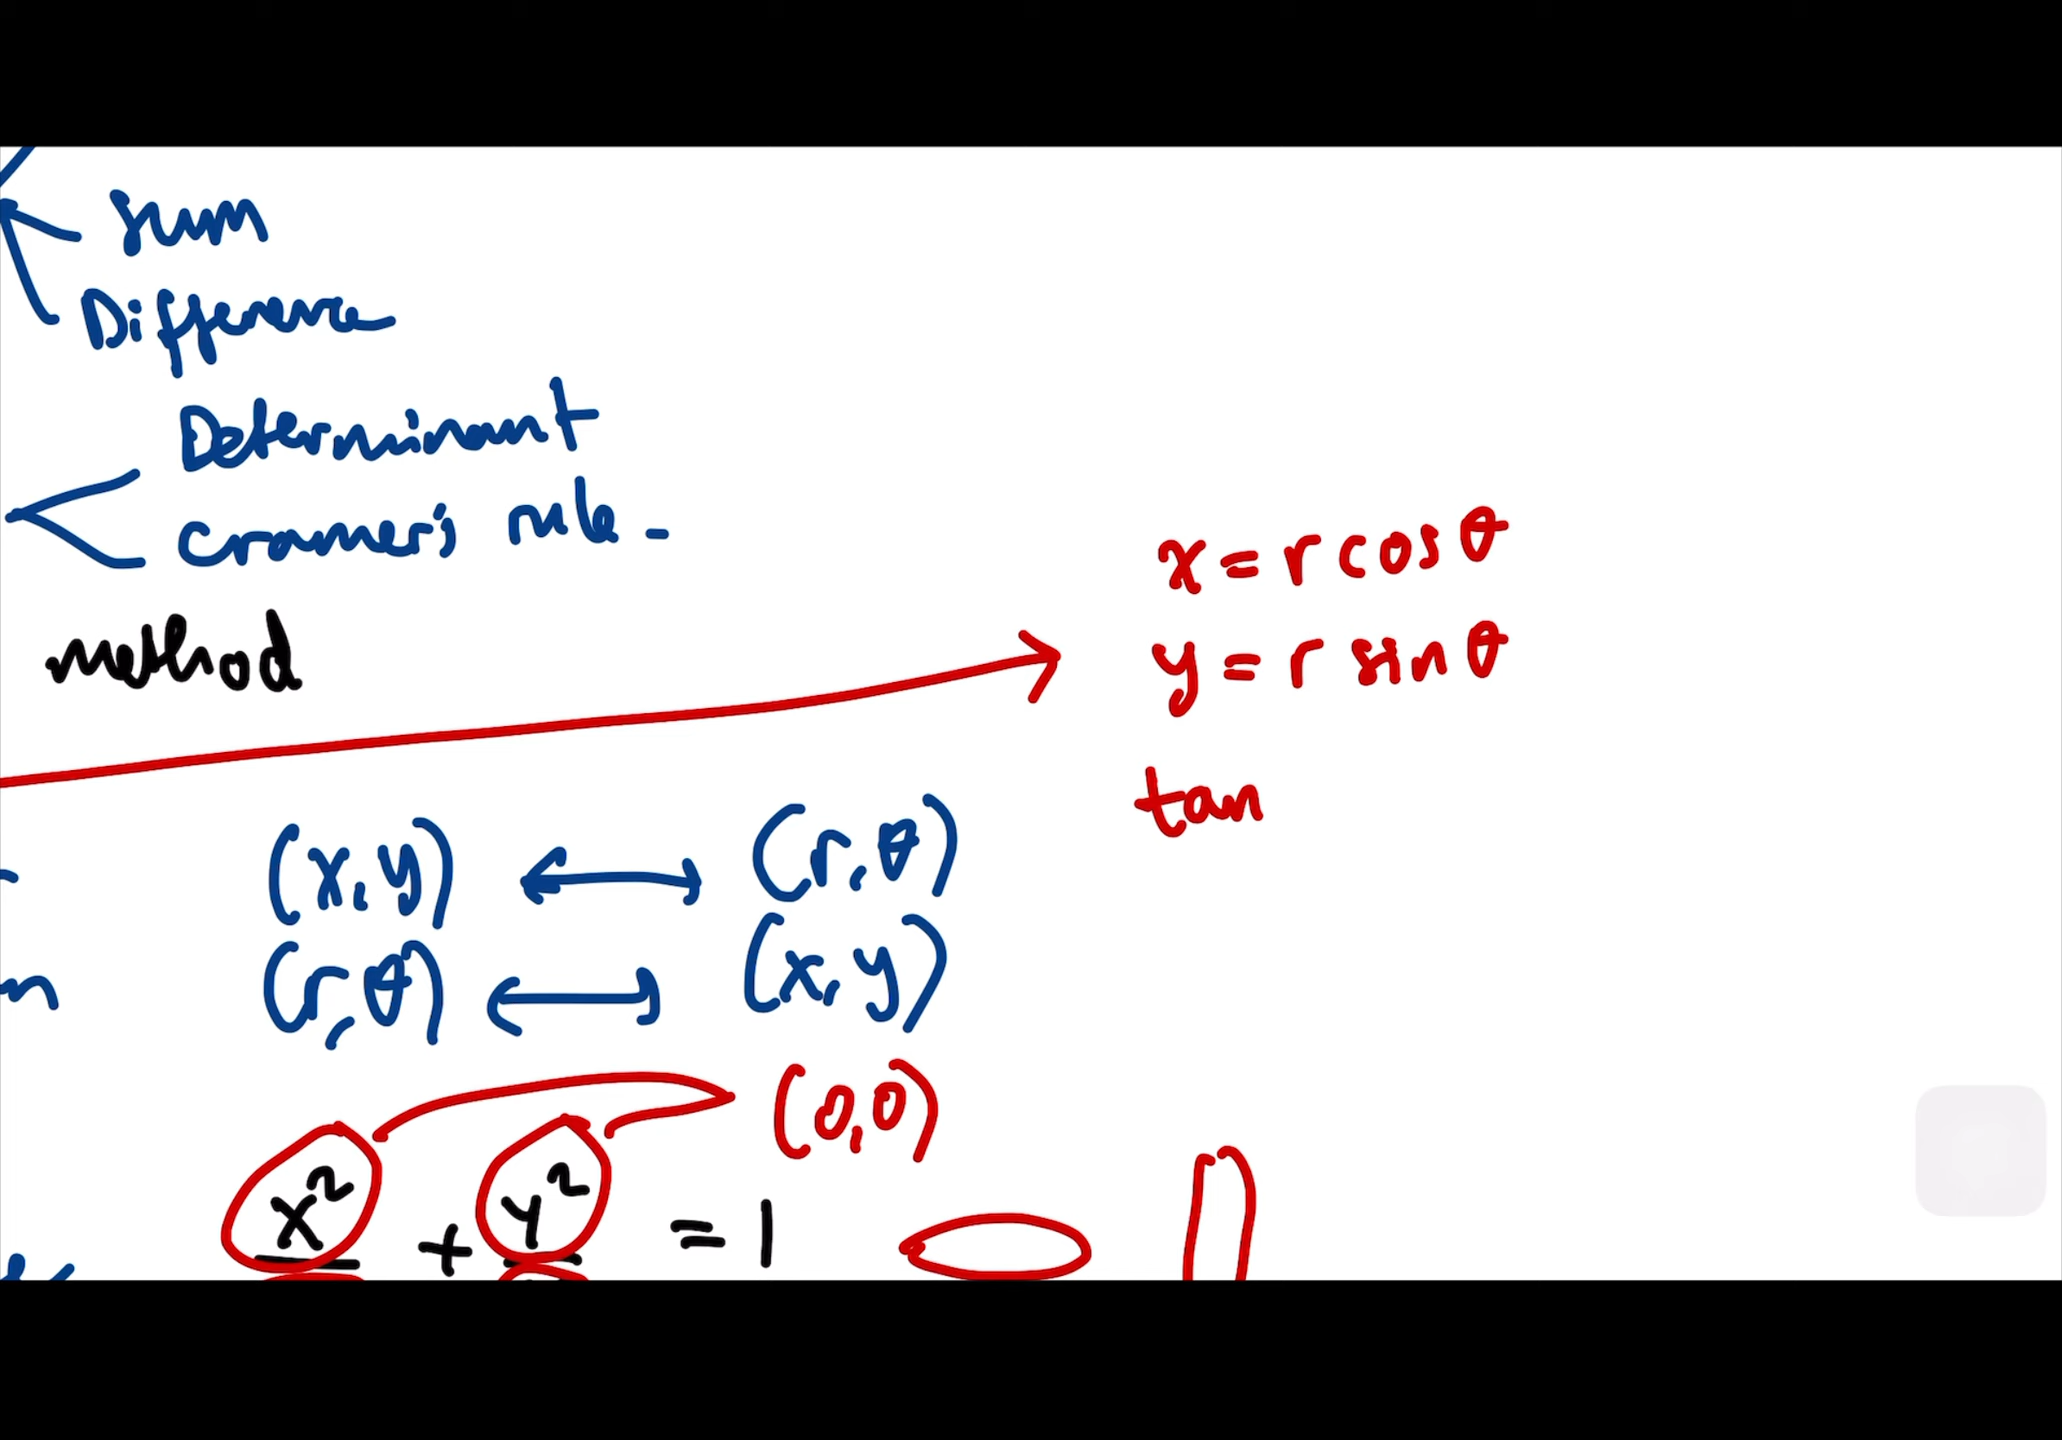 Sum
Difference
Determinant
Cramer's rule -
method
x = r cos θ
y = r sin θ
tan
(x, y) ⟷ (r, θ)
(r, θ) ⟷ (x, y)
(0,0)
x² + y² = 1